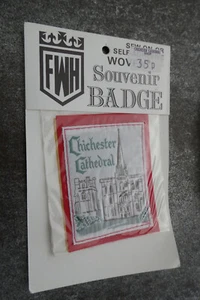 FWH
SEW-ON OR
SELF
WOV
35p
Souvenir
BADGE
Chichester
Cathedral